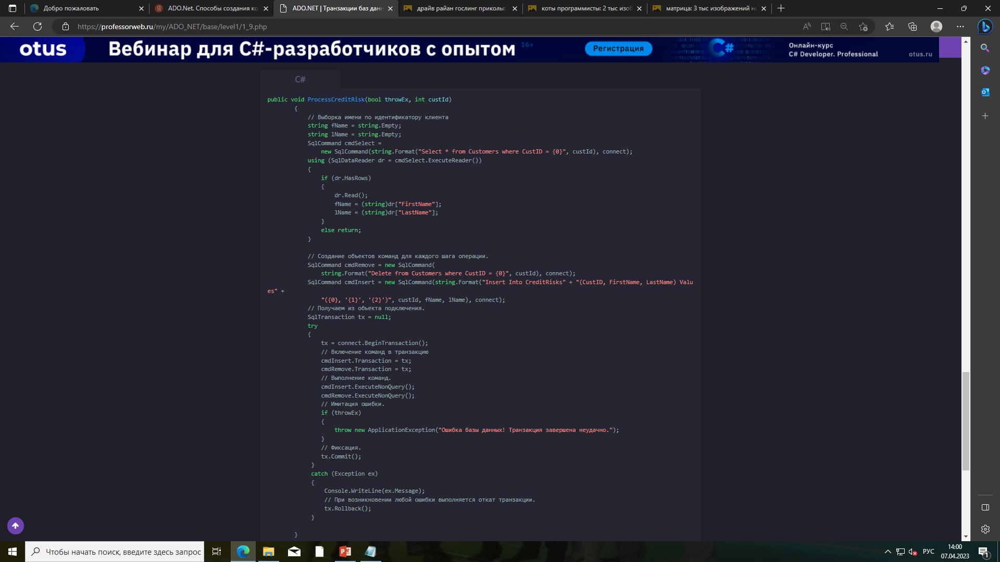 Добро пожаловать
ADO.Net. Способы создания ко
ADO.NET | Транзакции баз дан
драйв райан гослинг приколы:
коты программисты: 2 тыс изоб
матрица: 3 тыс изображений н
https://professorweb.ru/my/ADO_NET/base/level1/1_9.php
otus
Вебинар для C#-разработчиков с опытом 16+
Регистрация
C#
Онлайн-курс
C# Developer. Professional
otus.ru
C#
public void ProcessCreditRisk(bool throwEx, int custId)
{
// Выборка имени по идентификатору клиента
string fName = string.Empty;
string lName = string.Empty;
SqlCommand cmdSelect =
new SqlCommand(string.Format("Select * from Customers where CustID = {0}", custId), connect);
using (SqlDataReader dr = cmdSelect.ExecuteReader())
{
if (dr.HasRows)
{
dr.Read();
fName = (string)dr["FirstName"];
lName = (string)dr["LastName"];
}
else return;
}
// Создание объектов команд для каждого шага операции.
SqlCommand cmdRemove = new SqlCommand(
string.Format("Delete from Customers where CustID = {0}", custId), connect);
SqlCommand cmdInsert = new SqlCommand(string.Format("Insert Into CreditRisks" + "(CustID, FirstName, LastName) Valu
es" +
"({0}, '{1}', '{2}')", custId, fName, lName), connect);
// Получаем из объекта подключения.
SqlTransaction tx = null;
try
{
tx = connect.BeginTransaction();
// Включение команд в транзакцию
cmdInsert.Transaction = tx;
cmdRemove.Transaction = tx;
// Выполнение команд.
cmdInsert.ExecuteNonQuery();
cmdRemove.ExecuteNonQuery();
// Имитация ошибки.
if (throwEx)
{
throw new ApplicationException("Ошибка базы данных! Транзакция завершена неудачно.");
}
// Фиксация.
tx.Commit();
}
catch (Exception ex)
{
Console.WriteLine(ex.Message);
// При возникновении любой ошибки выполняется откат транзакции.
tx.Rollback();
}
}
Чтобы начать поиск, введите здесь запрос
РУС
14:00
07.04.2023
1